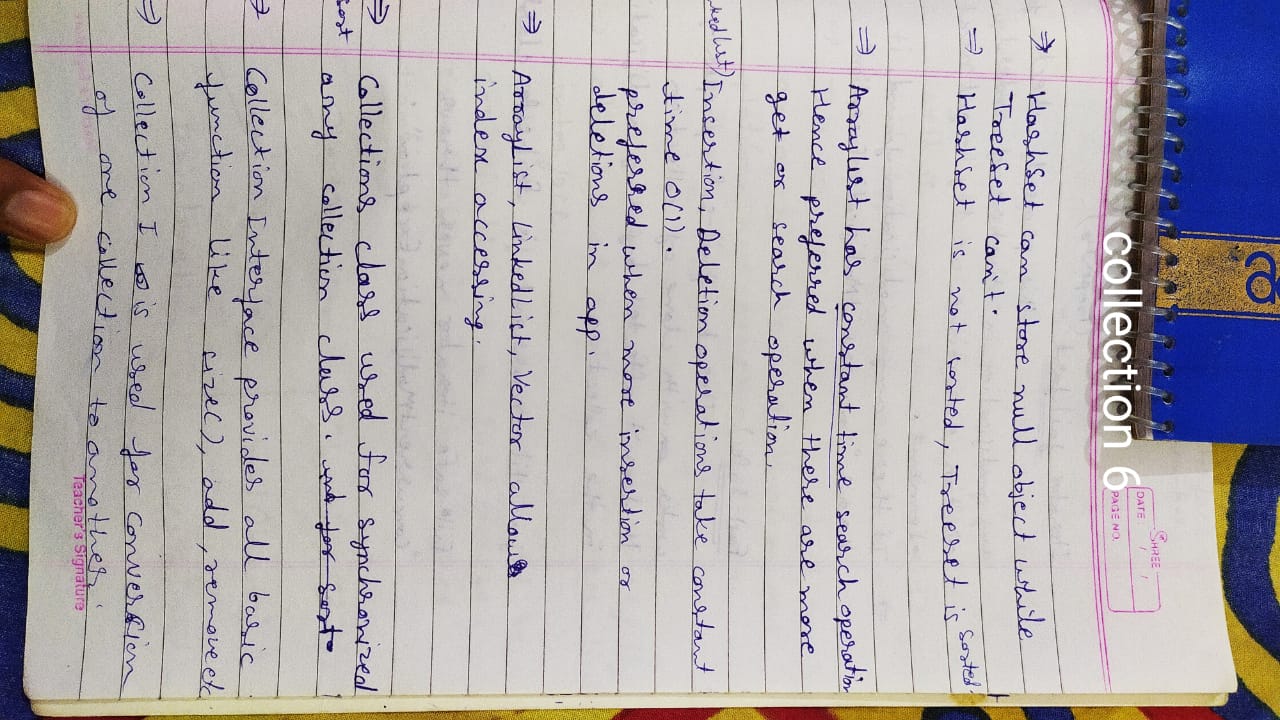 SHREE
DATE / /
collection 6
PAGE NO.
⇒ HashSet can store null object while
TreeSet can't.
⇒ HashSet is not sorted, Treeset is sorted.
⇒ Arraylist has constant time search operation
Hence preferred when there are more
get or search operation.
ked list) Insertion, Deletion operations take constant
time O(1).
preferred when more insertion or
deletions in app.
⇒ ArrayList, LinkedList, Vector allow
index accessing.
⇒ Collections class used for synchronized
sort any collection class. and for sort
⇒ Collection Interface provides all basic
function like size(), add, remove etc
⇒ Collection I is used for conversion
of one collection to another.
Teacher's Signature